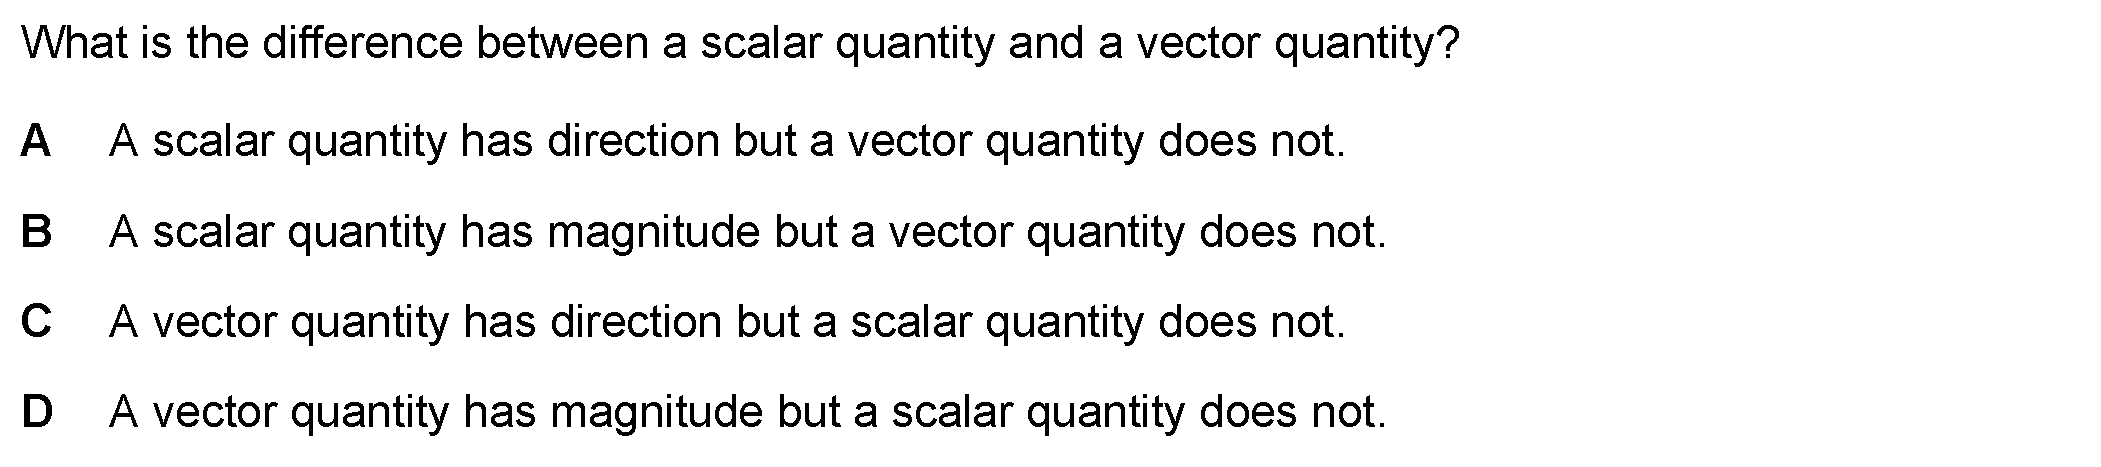 What is the difference between a scalar quantity and a vector quantity?
A A scalar quantity has direction but a vector quantity does not.
B A scalar quantity has magnitude but a vector quantity does not.
C A vector quantity has direction but a scalar quantity does not.
D A vector quantity has magnitude but a scalar quantity does not.